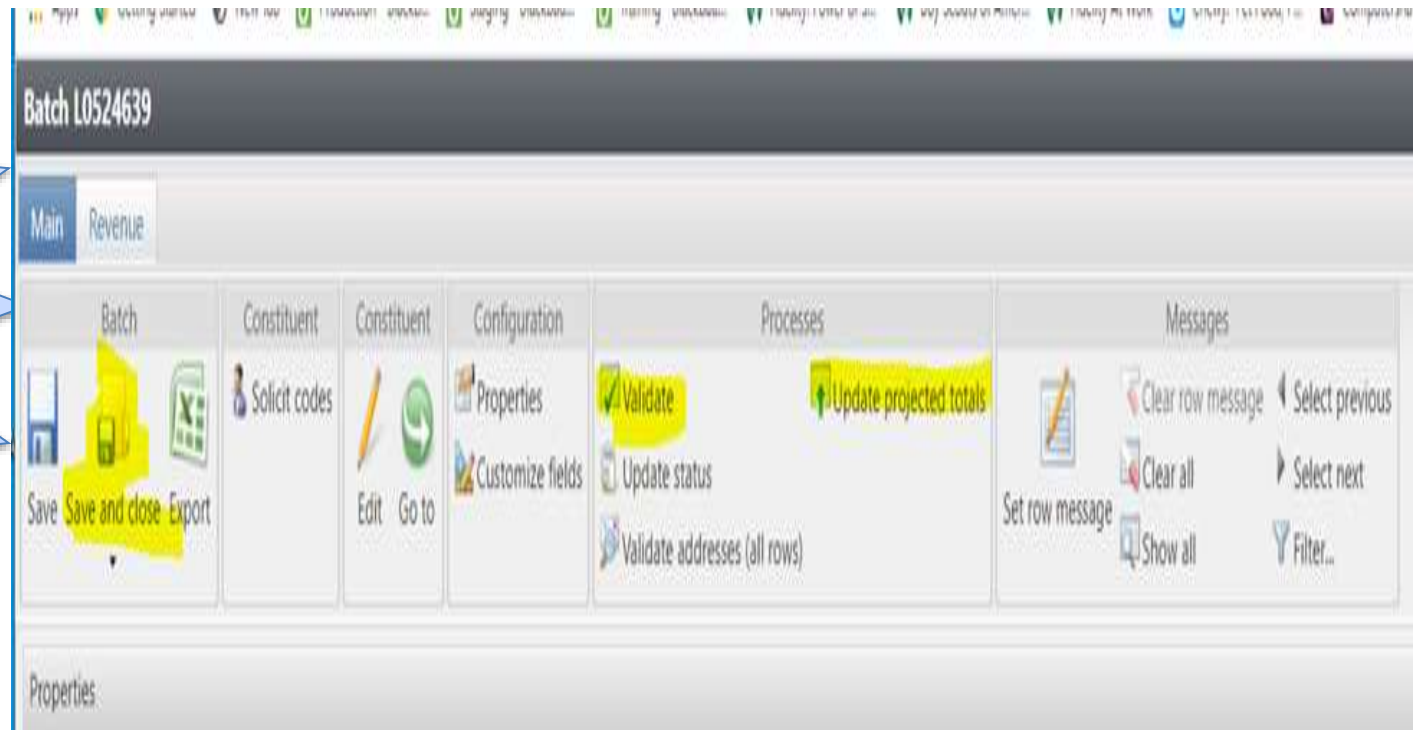 Batch L0524639
Main Revenue
Batch Constituent Constituent Configuration Processes Messages
Solicit codes Properties Validate Update projected totals Clear row message Select previous
Customize fields Update status Clear all Select next
Save Save and close Export Edit Go to Set row message
Validate addresses (all rows) Show all Filter...
Properties